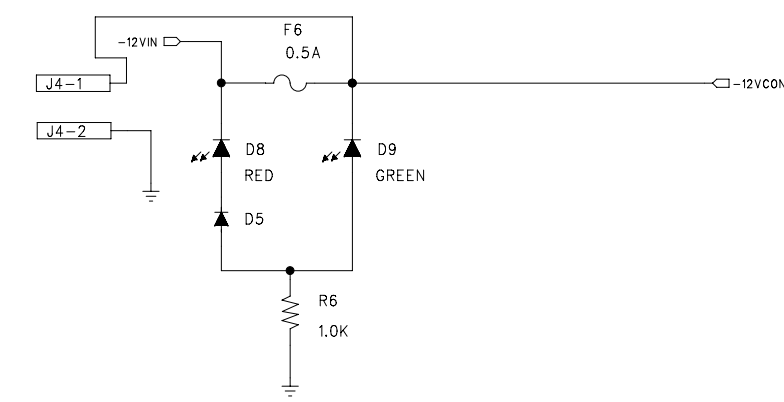 F6
0.5A
-12VIN
J4-1
-12VCON
J4-2
D8
RED
D9
GREEN
D5
R6
1.0K